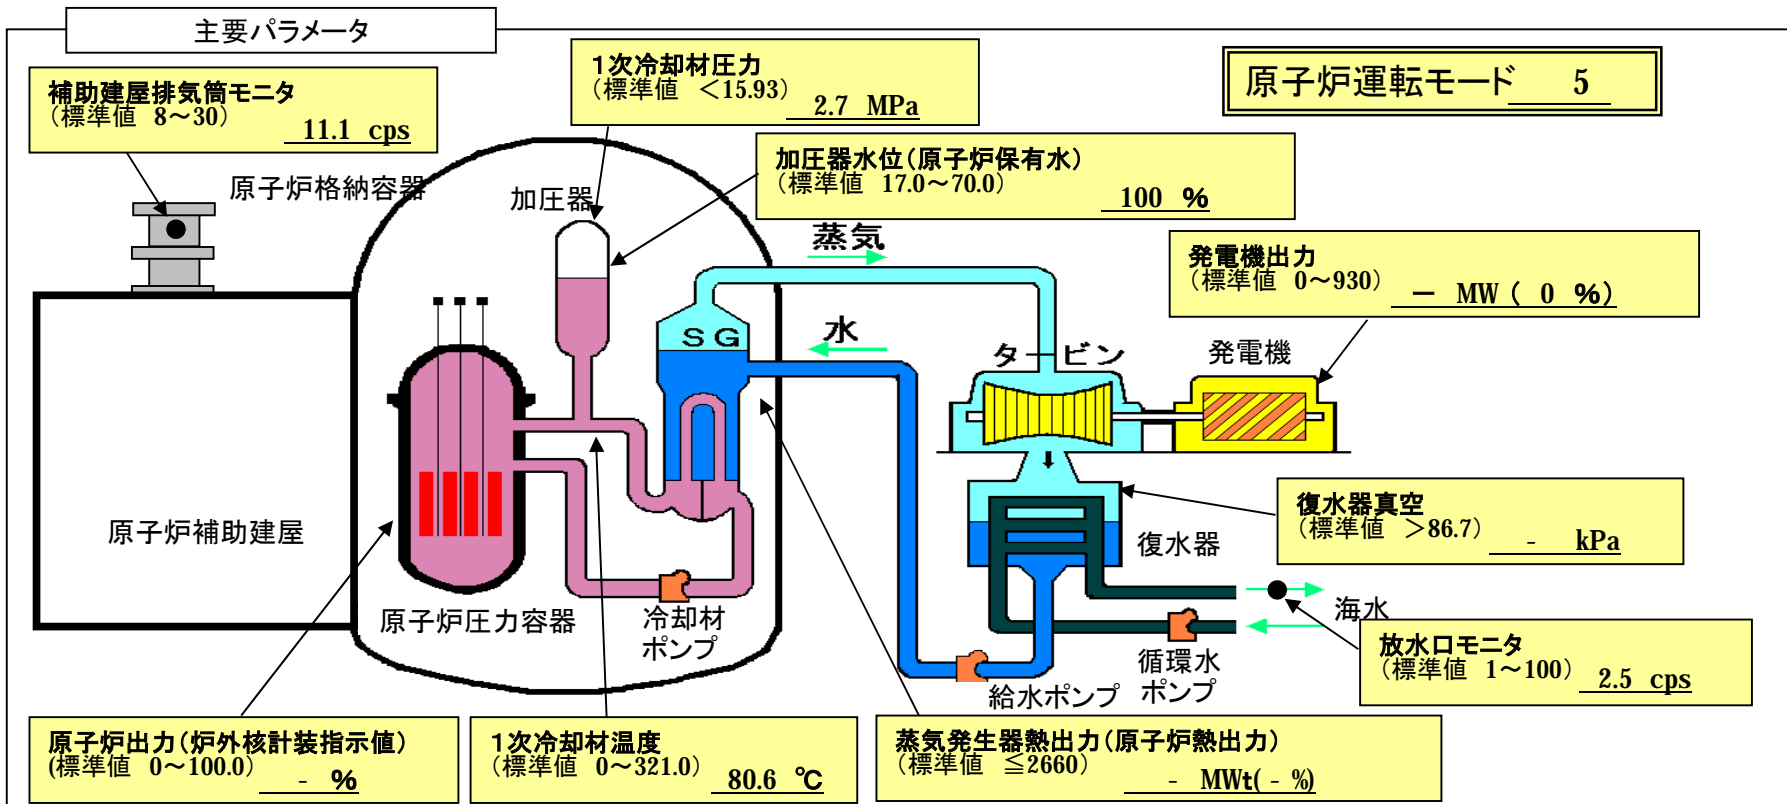 主要パラメータ
補助建屋排気筒モニタ
(標準値 8～30)
11.1 cps
1次冷却材圧力
(標準値 ＜15.93)
2.7 MPa
原子炉運転モード 5
加圧器水位(原子炉保有水)
(標準値 17.0～70.0)
100 %
原子炉格納容器
加圧器
蒸気
発電機出力
(標準値 0～930)
－ MW ( 0 %)
水
SG
タービン
発電機
原子炉補助建屋
復水器真空
(標準値 ＞86.7)
- kPa
復水器
海水
原子炉圧力容器
冷却材
ポンプ
放水口モニタ
(標準値 1～100)
2.5 cps
循環水
ポンプ
給水ポンプ
原子炉出力(炉外核計装指示値)
(標準値 0～100.0)
- %
1次冷却材温度
(標準値 0～321.0)
80.6 ℃
蒸気発生器熱出力(原子炉熱出力)
(標準値 ≦2660)
- MWt( - %)